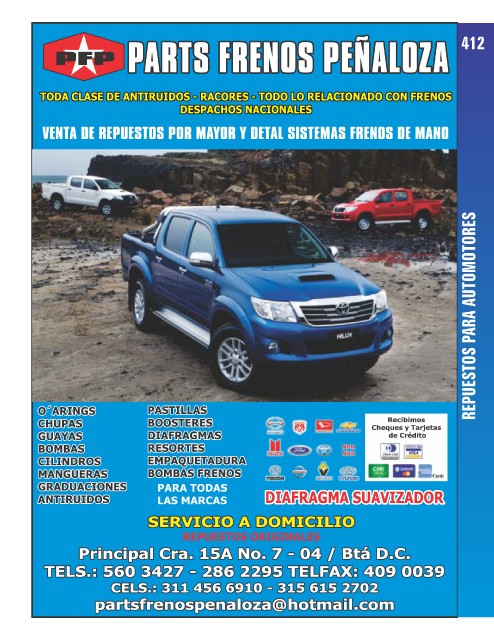 PFP
PARTS FRENOS PEÑALOZA
412
TODA CLASE DE ANTIRUIDOS - RACORES - TODO LO RELACIONADO CON FRENOS
DESPACHOS NACIONALES
VENTA DE REPUESTOS POR MAYOR Y DETAL SISTEMAS FRENOS DE MANO
REPUESTOS PARA AUTOMOTORES
HILUX
O´ARINGS
CHUPAS
GUAYAS
BOMBAS
CILINDROS
MANGUERAS
GRADUACIONES
ANTIRUIDOS
PASTILLAS
BOOSTERES
DIAFRAGMAS
RESORTES
EMPAQUETADURA
BOMBAS FRENOS
PARA TODAS
LAS MARCAS
Recibimos
Cheques y Tarjetas
de Crédito
DIAFRAGMA SUAVIZADOR
SERVICIO A DOMICILIO
REPUESTOS ORIGINALES
Principal Cra. 15A No. 7 - 04 / Btá D.C.
TELS.: 560 3427 - 286 2295 TELFAX: 409 0039
CELS.: 311 456 6910 - 315 615 2702
partsfrenospenaloza@hotmail.com